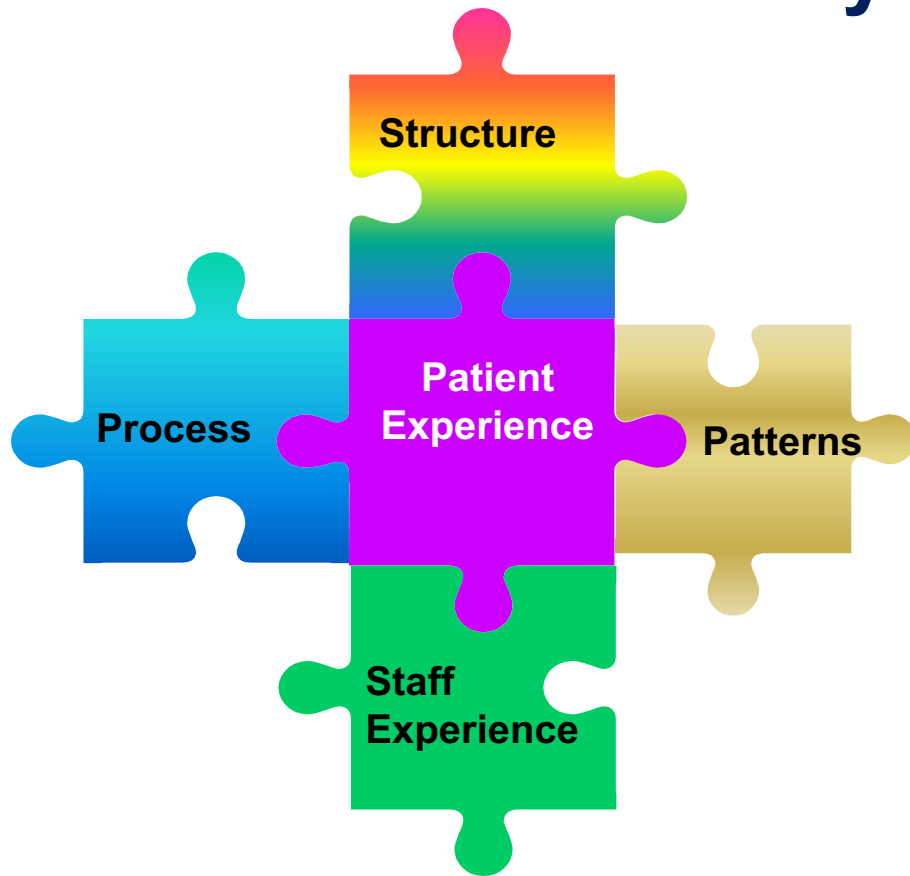 Structure
Patient
Experience
Process
Patterns
Staff
Experience